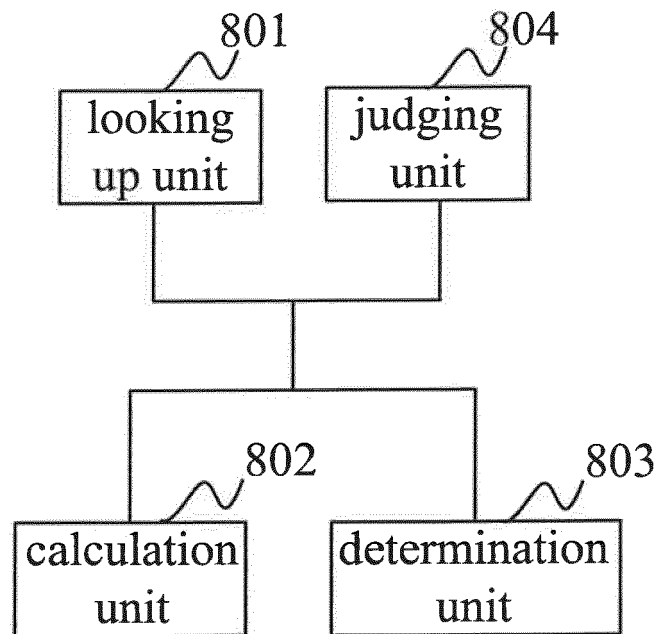 801
804
looking
up unit
judging
unit
802
803
calculation
unit
determination
unit